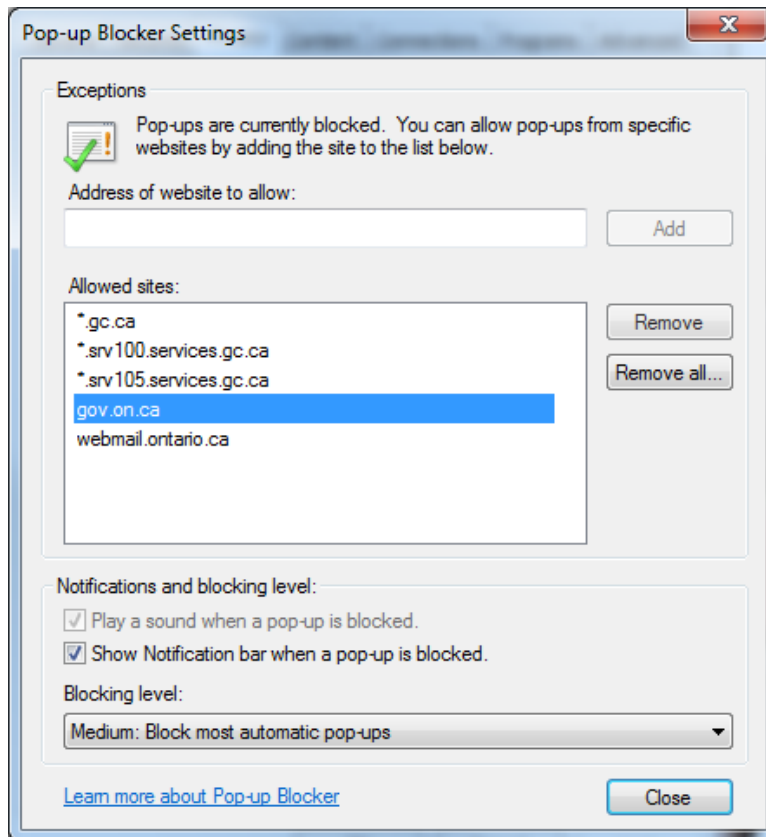 Pop-up Blocker Settings
Exceptions
Pop-ups are currently blocked. You can allow pop-ups from specific
websites by adding the site to the list below.
Address of website to allow:
Add
Allowed sites:
*.gc.ca
*.srv100.services.gc.ca
*.srv105.services.gc.ca
gov.on.ca
webmail.ontario.ca
Remove
Remove all...
Notifications and blocking level:
Play a sound when a pop-up is blocked.
Show Notification bar when a pop-up is blocked.
Blocking level:
Medium: Block most automatic pop-ups
Learn more about Pop-up Blocker
Close